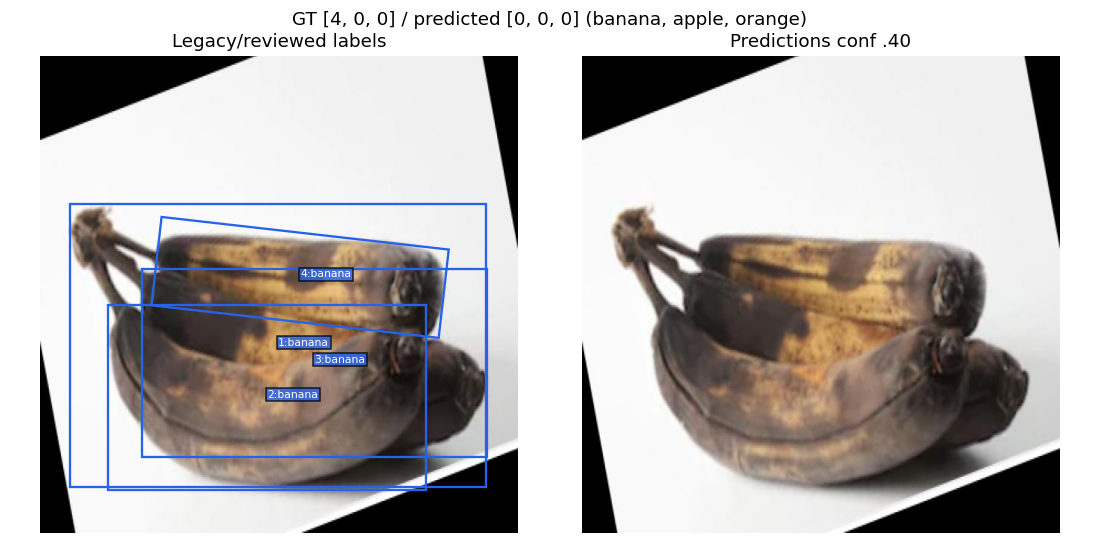 GT [4, 0, 0] / predicted [0, 0, 0] (banana, apple, orange)
Legacy/reviewed labels
Predictions conf .40
4:banana
1:banana
3:banana
2:banana